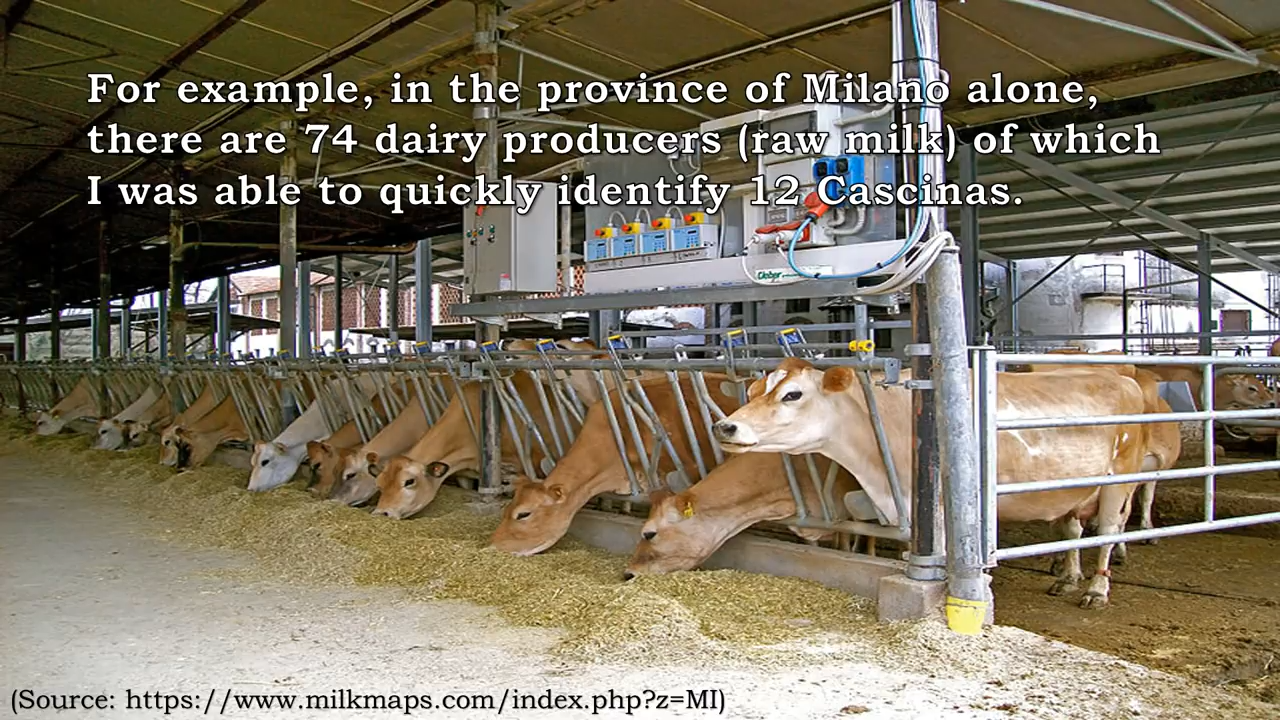 For example, in the province of Milano alone,
there are 74 dairy producers (raw milk) of which
I was able to quickly identify 12 Cascinas.
(Source: https://www.milkmaps.com/index.php?z=MI)